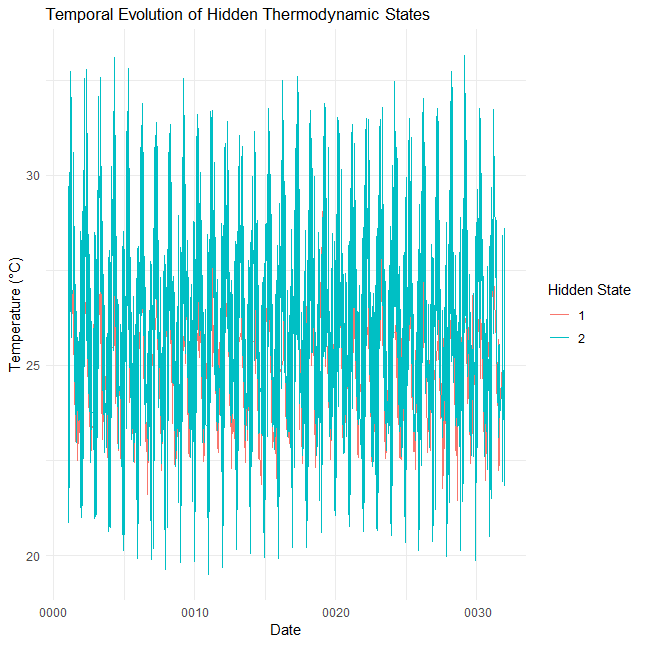 Temporal Evolution of Hidden Thermodynamic States
30
25
20
Temperature (°C)
0000
0010
0020
0030
Date
Hidden State
1
2